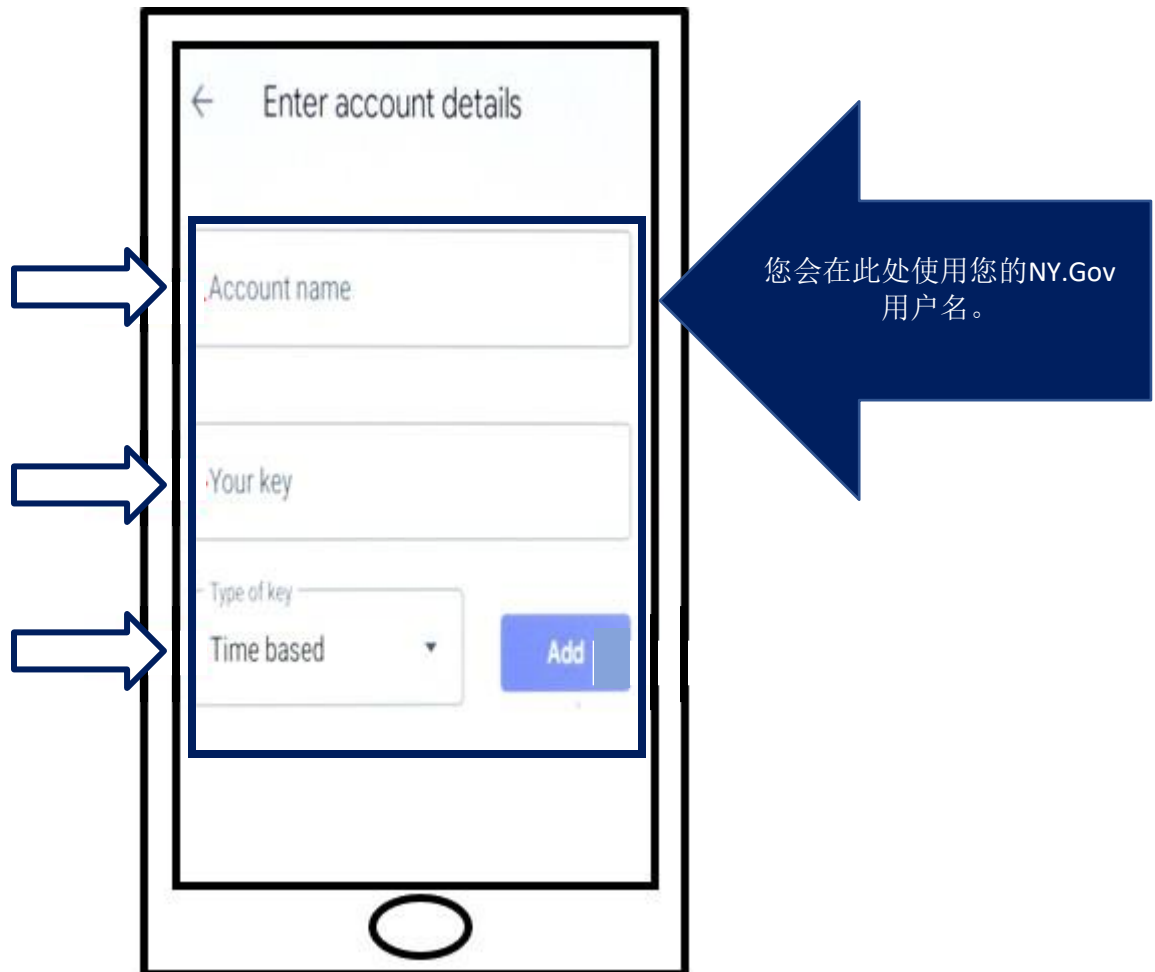 Enter account details
Account name
您会在此处使用您的NY.Gov
用户名。
Your key
Type of key
Time based
Add